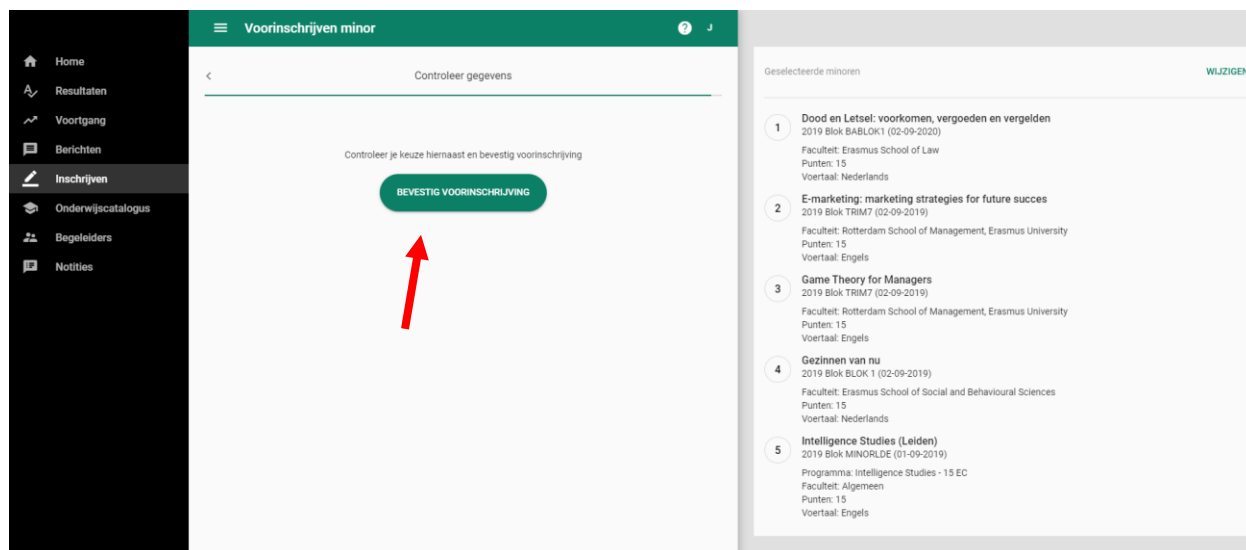 Voorinschrijven minor
?
J
Home
Resultaten
Voortgang
Berichten
Inschrijven
Onderwijscatalogus
Begeleiders
Notities
Controleer gegevens
Controleer je keuze hiernaast en bevestig voorinschrijving
BEVESTIG VOORINSCHRIJVING
Geselecteerde minoren
WIJZIGEN
1
Dood en Letsel: voorkomen, vergoeden en vergelden
2019 Blok BABLOK1 (02-09-2020)
Faculteit: Erasmus School of Law
Punten: 15
Voertaal: Nederlands
2
E-marketing: marketing strategies for future succes
2019 Blok TRIM7 (02-09-2019)
Faculteit: Rotterdam School of Management, Erasmus University
Punten: 15
Voertaal: Engels
3
Game Theory for Managers
2019 Blok TRIM7 (02-09-2019)
Faculteit: Rotterdam School of Management, Erasmus University
Punten: 15
Voertaal: Engels
4
Gezinnen van nu
2019 Blok BLOK 1 (02-09-2019)
Faculteit: Erasmus School of Social and Behavioural Sciences
Punten: 15
Voertaal: Nederlands
5
Intelligence Studies (Leiden)
2019 Blok MINORLDE (01-09-2019)
Programma: Intelligence Studies - 15 EC
Faculteit: Algemeen
Punten: 15
Voertaal: Engels